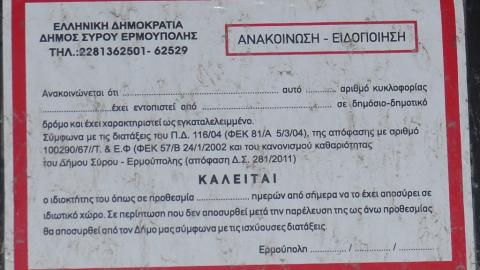 ΕΛΛΗΝΙΚΗ ΔΗΜΟΚΡΑΤΙΑ
ΔΗΜΟΣ ΣΥΡΟΥ ΕΡΜΟΥΠΟΛΗΣ
ΤΗΛ.:2281362501- 62529
ΑΝΑΚΟΙΝΩΣΗ - ΕΙΔΟΠΟΙΗΣΗ
Ανακοινώνεται ότι ................................................ αυτό ......... αριθμό κυκλοφορίας
....................έχει εντοπιστεί από ..................................... σε δημόσιο-δημοτικό
δρόμο και έχει χαρακτηριστεί ως εγκαταλελειμμένο.
Σύμφωνα με τις διατάξεις του Π.Δ. 116/04 (ΦΕΚ 81/Α 5/3/04), της απόφασης με αριθμό
100290/67/Τ. & Ε.Φ (ΦΕΚ 57/Β 24/1/2002 και του κανονισμού καθαριότητας
του Δήμου Σύρου - Ερμούπολης (απόφαση Δ.Σ. 281/2011)
ΚΑΛΕΙΤΑΙ
ο ιδιοκτήτης του όπως σε προθεσμία ............... ημερών από σήμερα να το έχει αποσύρει σε
ιδιωτικό χώρο. Σε περίπτωση που δεν αποσυρθεί μετά την παρέλευση της ως άνω προθεσμίας
θα αποσυρθεί από τον Δήμο μας σύμφωνα με τις ισχύουσες διατάξεις.
Ερμούπολη ........... / ............ / ............